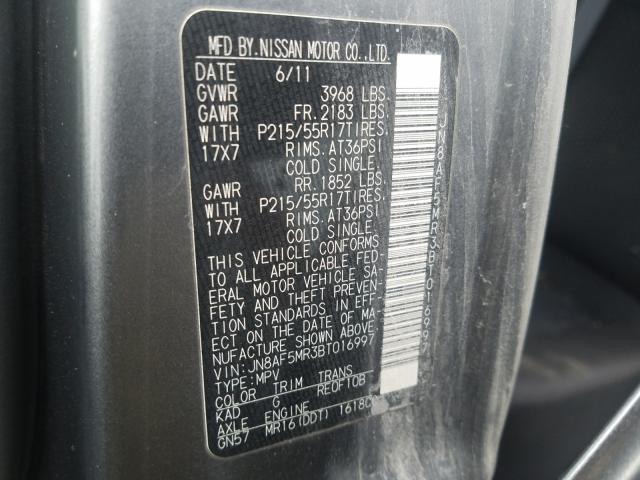 MFD BY.NISSAN MOTOR CO.,LTD.
DATE 6/11
GVWR 3968 LBS.
GAWR FR.2183 LBS.
WITH P215/55R17TIRES.
17X7 RIMS.AT36PSI
COLD SINGLE.
GAWR RR.1852 LBS.
WITH P215/55R17TIRES.
17X7 RIMS.AT36PSI
COLD SINGLE.
THIS VEHICLE CONFORMS
TO ALL APPLICABLE FED-
ERAL MOTOR VEHICLE SA-
FETY AND THEFT PREVEN-
TION STANDARDS IN EFF-
ECT ON THE DATE OF MA-
NUFACTURE SHOWN ABOVE.
VIN:JN8AF5MR3BT016997
TYPE:MPV
COLOR TRIM TRANS
KAD G RE0F10B
AXLE ENGINE
GN57 MR16(DDT) 1618C
JN8AF5MR3BT016997